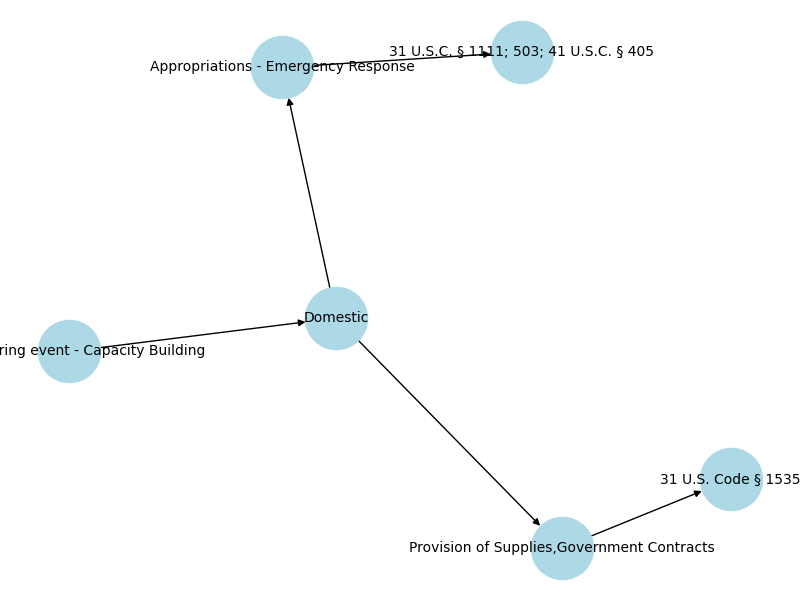 31 U.S.C. § 1111; 503; 41 U.S.C. § 405
Appropriations - Emergency Response
Domestic
event - Capacity Building
31 U.S. Code § 1535
Provision of Supplies,Government Contracts